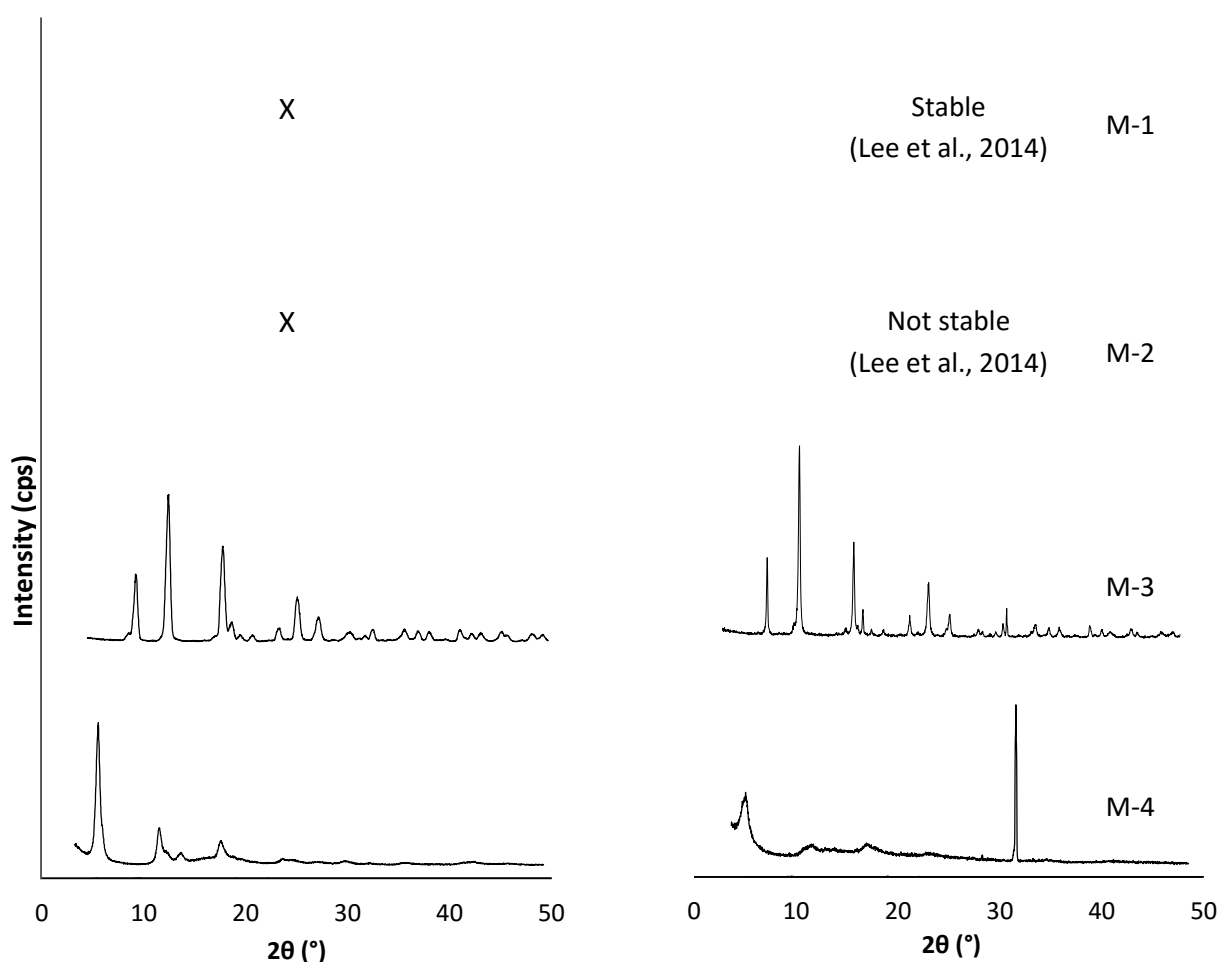 X
Stable
(Lee et al., 2014)
M-1
X
Not stable
(Lee et al., 2014)
M-2
Intensity (cps)
M-3
M-4
0 10 20 30 40 50
2θ (°)
0 10 20 30 40 50
2θ (°)